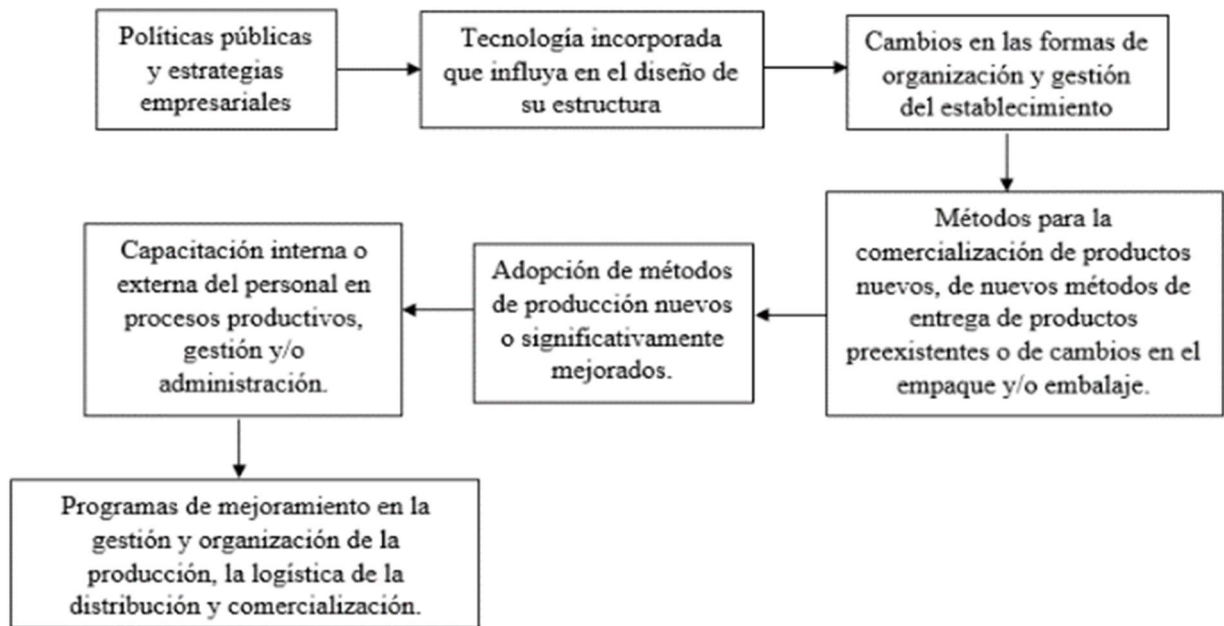 Políticas públicas
y estrategias
empresariales
Tecnología incorporada
que influya en el diseño de
su estructura
Cambios en las formas de
organización y gestión
del establecimiento
Métodos para la
comercialización de productos
nuevos, de nuevos métodos de
entrega de productos
preexistentes o de cambios en el
empaque y/o embalaje.
Adopción de métodos
de producción nuevos
o significativamente
mejorados.
Capacitación interna o
externa del personal en
procesos productivos,
gestión y/o
administración.
Programas de mejoramiento en la
gestión y organización de la
producción, la logística de la
distribución y comercialización.